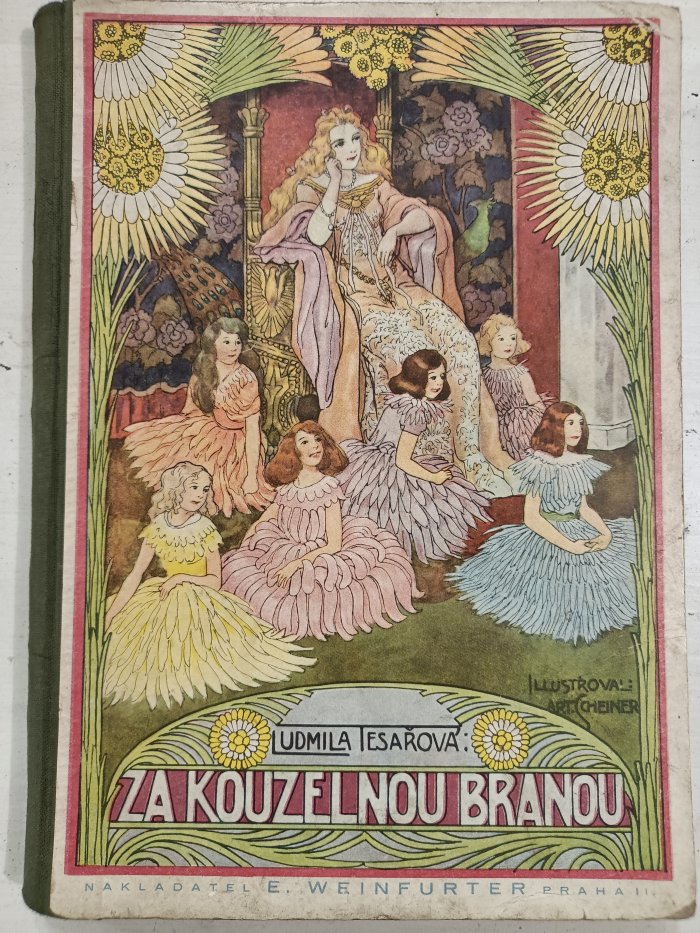 ILLUSTROVAL:
ART. SCHEINER
LUDMILA TESAŘOVÁ:
ZA KOUZELNOU BRANOU
NAKLADATEL E. WEINFURTER PRAHA II.